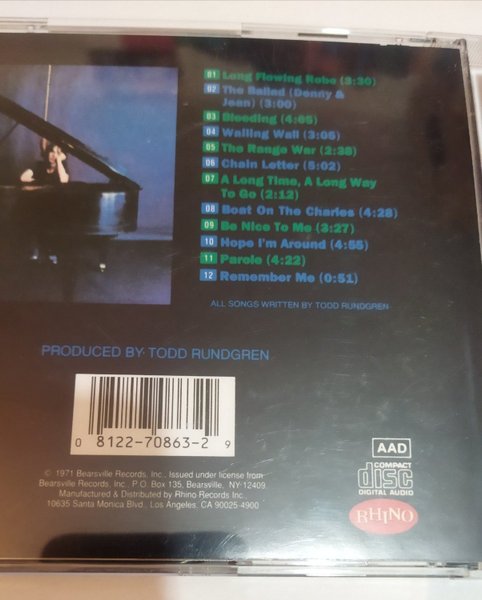 01 Long Flowing Robe (3:30)
02 The Ballad (Denny &
Jean) (3:00)
03 Bleeding (4:05)
04 Wailing Wall (3:05)
05 The Range War (2:38)
06 Chain Letter (5:02)
07 A Long Time, A Long Way
To Go (2:12)
08 Boat On The Charles (4:28)
09 Be Nice To Me (3:27)
10 Hope I'm Around (4:55)
11 Parole (4:22)
12 Remember Me (0:51)
ALL SONGS WRITTEN BY TODD RUNDGREN
PRODUCED BY TODD RUNDGREN
0 8122-70863-2 9
© 1971 Bearsville Records, Inc., Issued under license from
Bearsville Records, Inc., P.O. Box 135, Bearsville, NY 12409.
Manufactured & Distributed by Rhino Records Inc.,
10635 Santa Monica Blvd., Los Angeles, CA 90025-4900
AAD
COMPACT
disc
DIGITAL AUDIO
RHINO